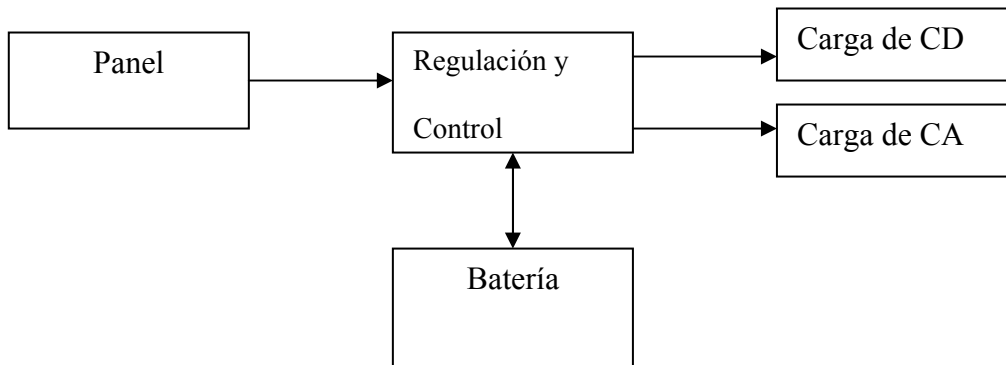 Panel
Regulación y
Control
Carga de CD
Carga de CA
Batería